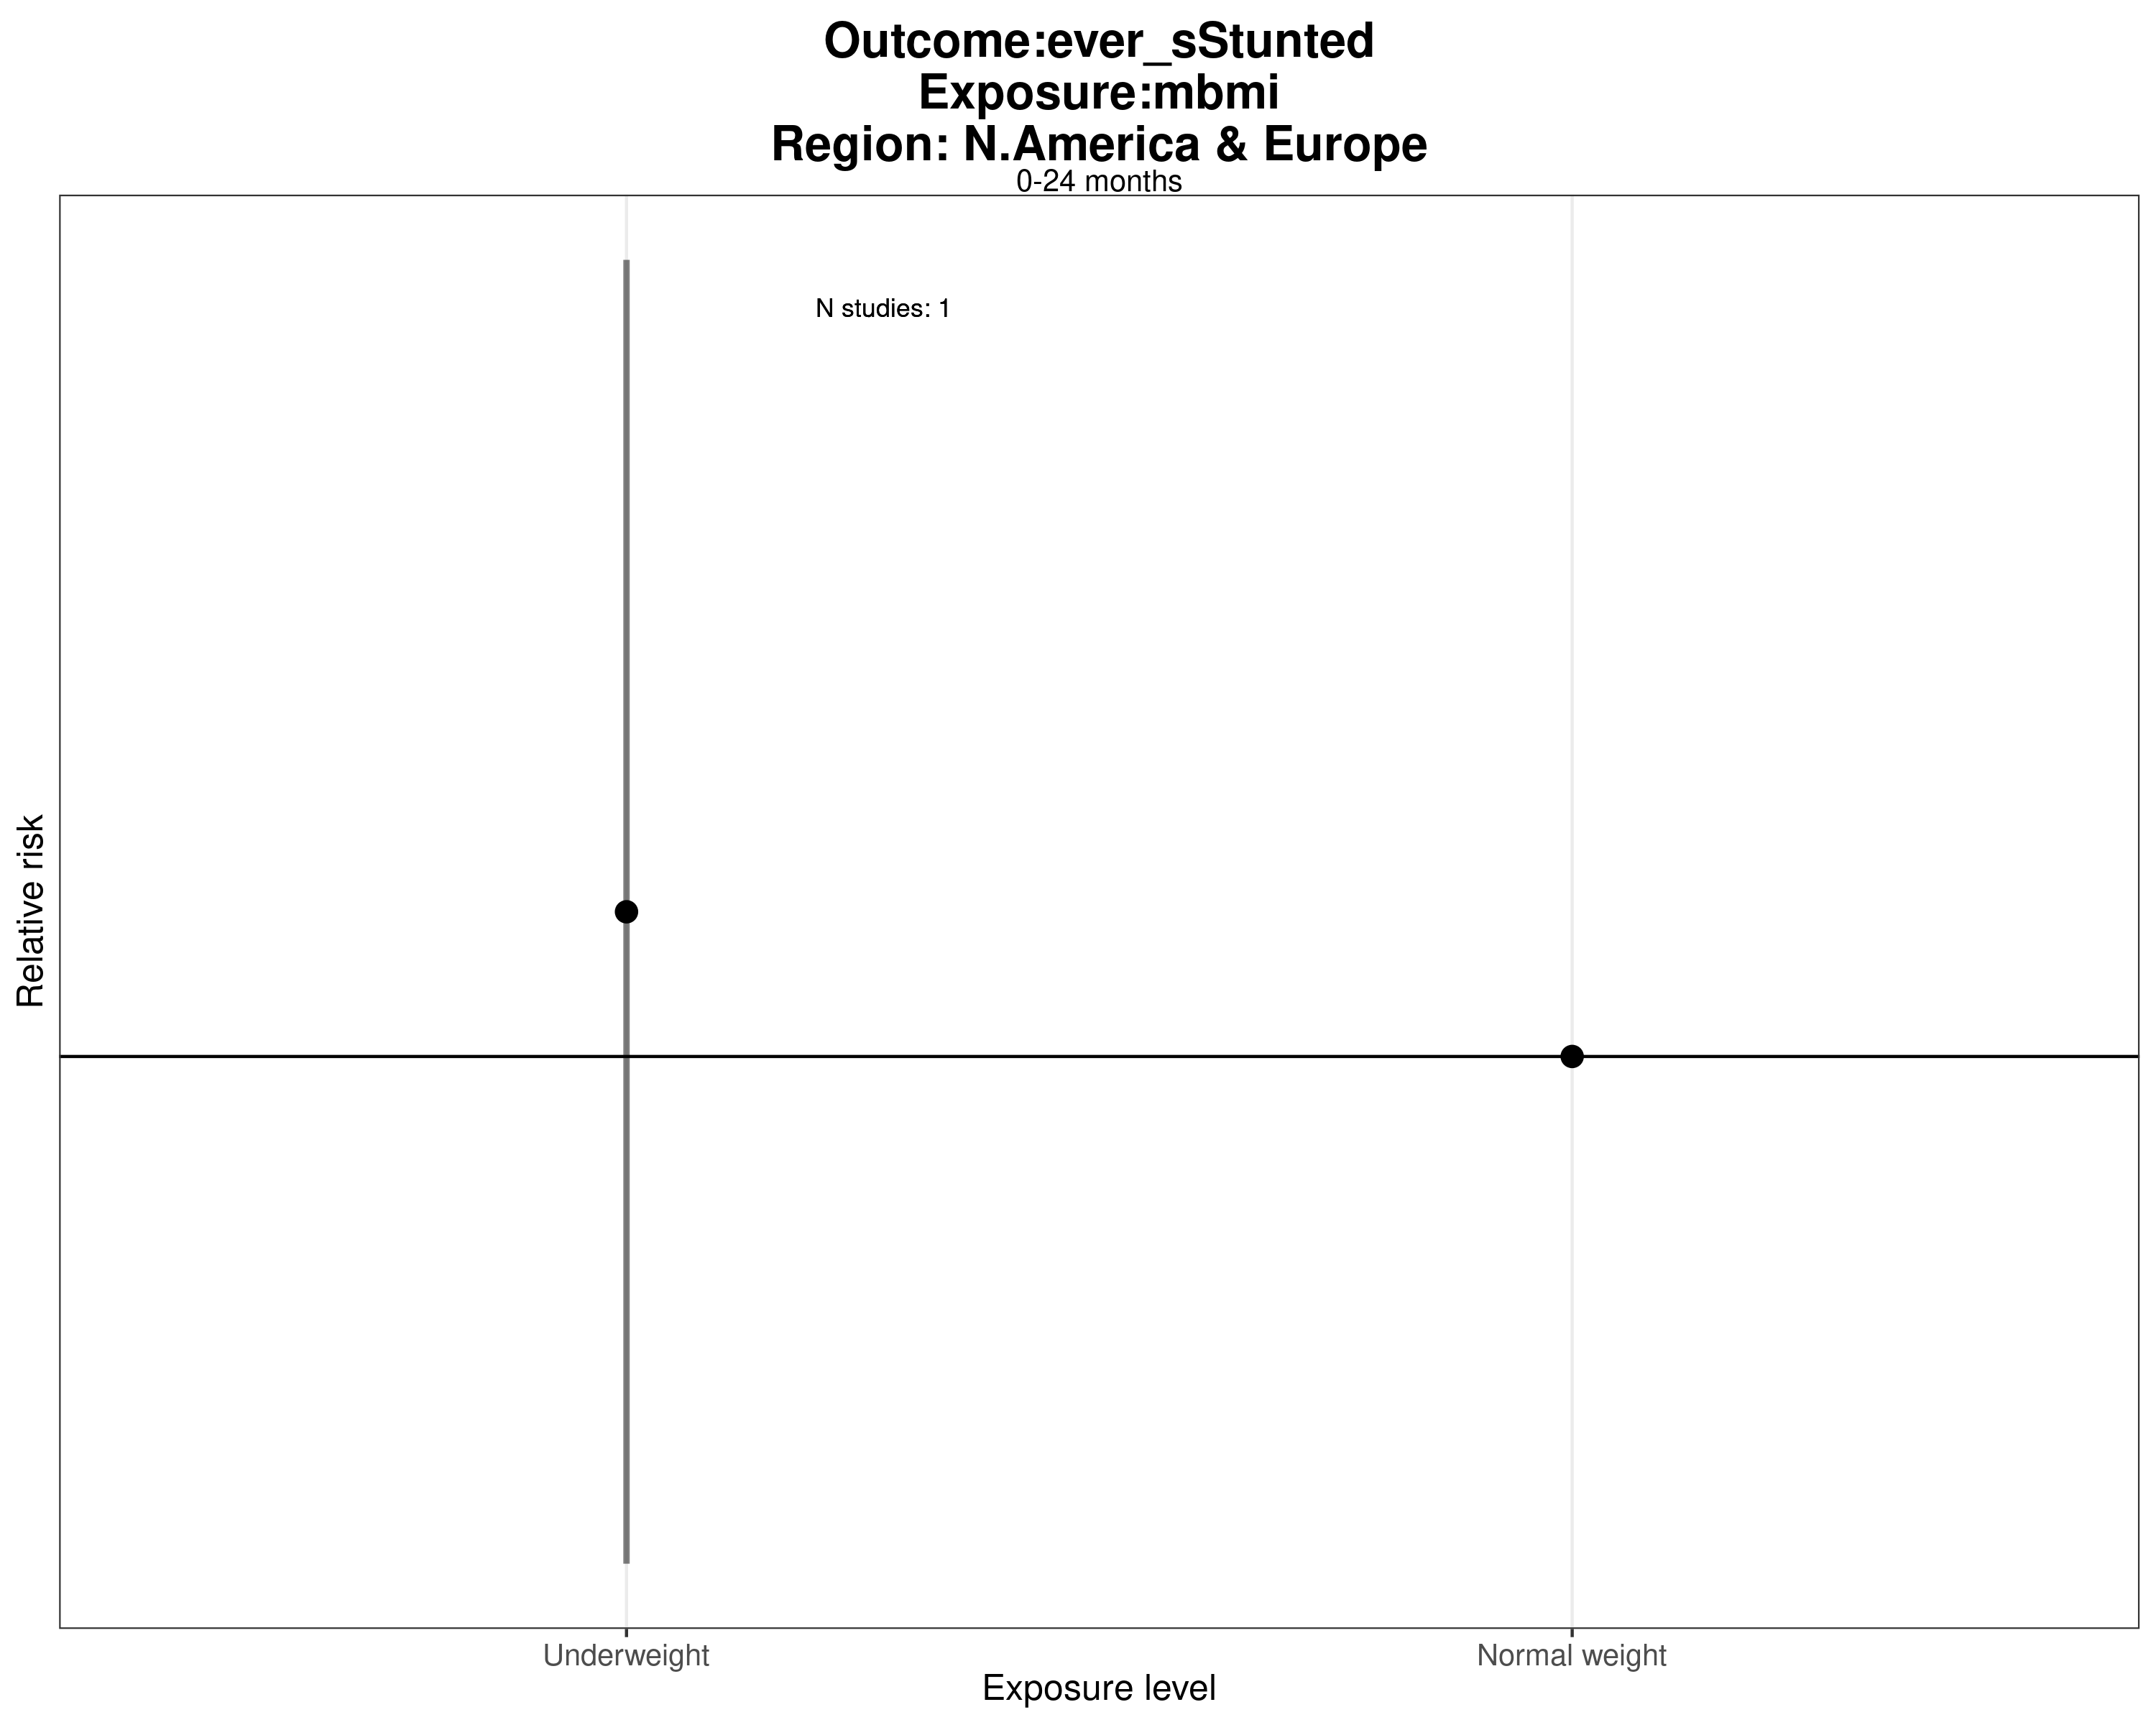 Outcome:ever_sStunted
Exposure:mbmi
Region: N.America & Europe
0-24 months
N studies: 1
Relative risk
Underweight
Normal weight
Exposure level